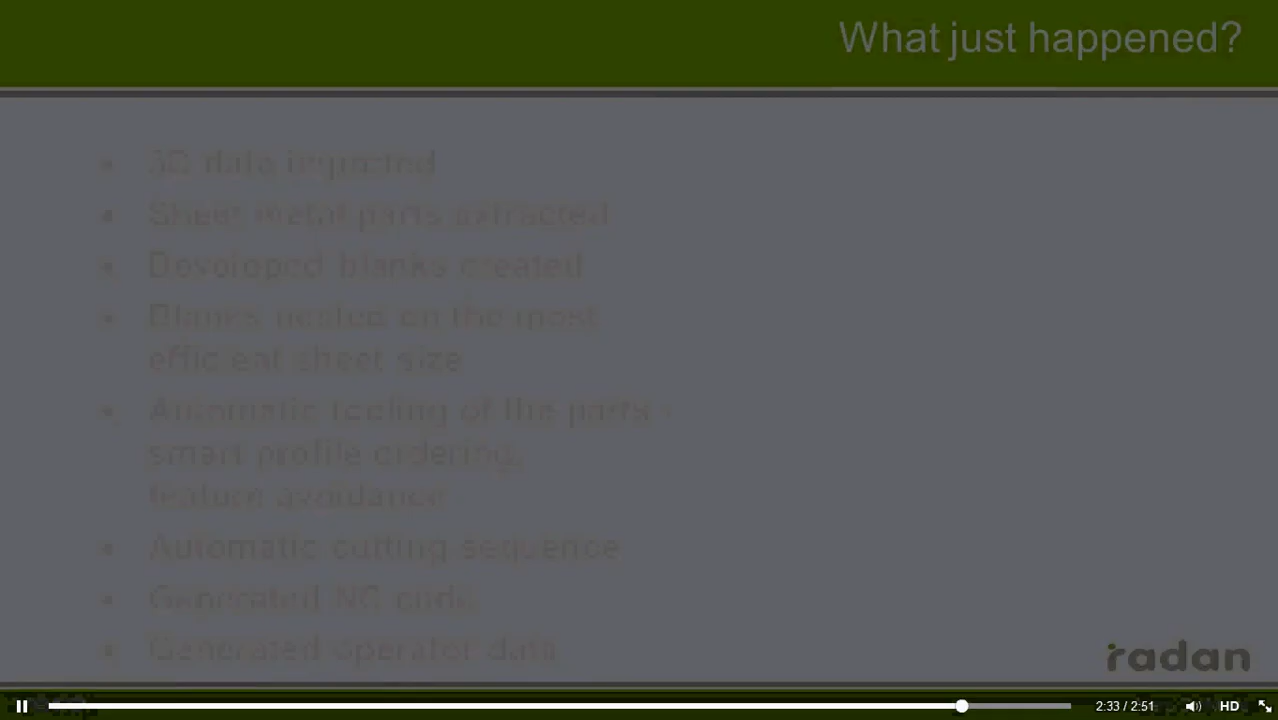 What just happened?
3D data imported
Sheet metal parts extracted
Developed blanks created
Blanks nested on the most
efficient sheet size
Automatic tooling of the parts -
smart profile ordering,
feature avoidance
Automatic cutting sequence
Generated NC code
Generated operator data
radan
2:33 / 2:51
HD